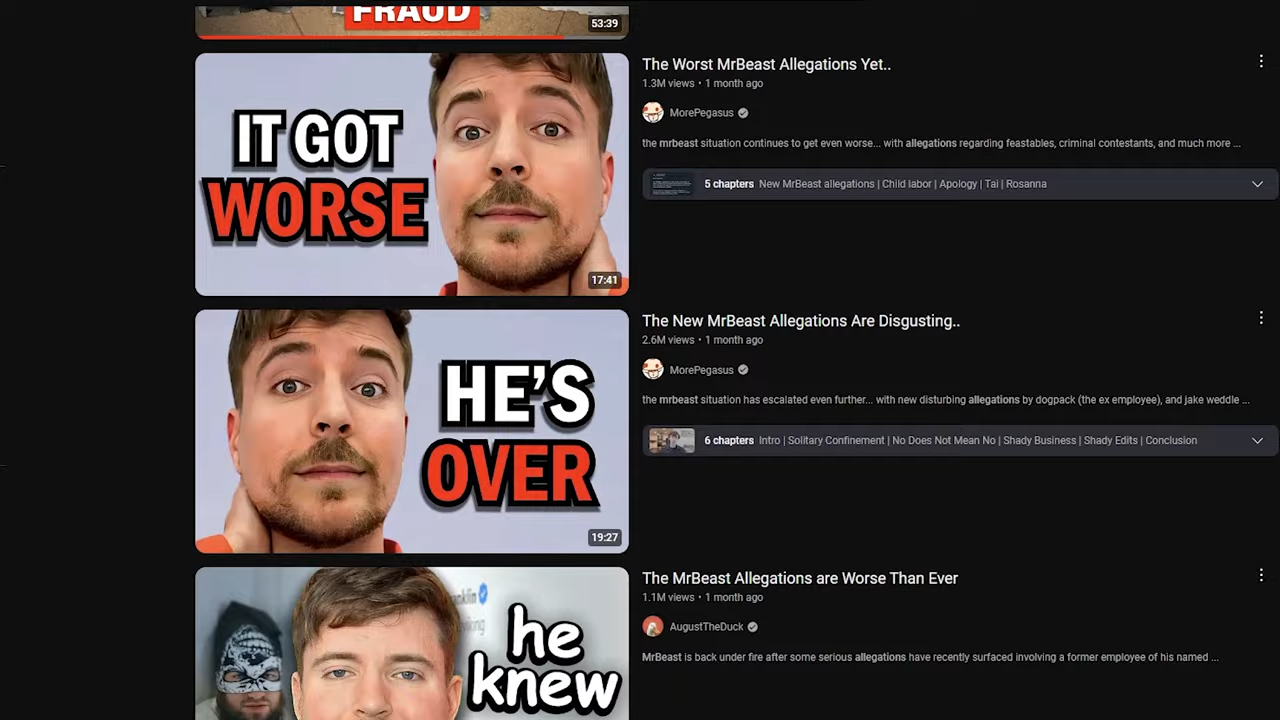 FRAUD
53:39
IT GOT
WORSE
17:41
The Worst MrBeast Allegations Yet..
1.3M views • 1 month ago
MorePegasus
the mrbeast situation continues to get even worse... with allegations regarding feastables, criminal contestants, and much more ...
5 chapters New MrBeast allegations | Child labor | Apology | Tai | Rosanna
HE'S
OVER
19:27
The New MrBeast Allegations Are Disgusting..
2.6M views • 1 month ago
MorePegasus
the mrbeast situation has escalated even further... with new disturbing allegations by dogpack (the ex employee), and jake weddle ...
6 chapters Intro | Solitary Confinement | No Does Not Mean No | Shady Business | Shady Edits | Conclusion
he
knew
The MrBeast Allegations are Worse Than Ever
1.1M views • 1 month ago
AugustTheDuck
MrBeast is back under fire after some serious allegations have recently surfaced involving a former employee of his named ...